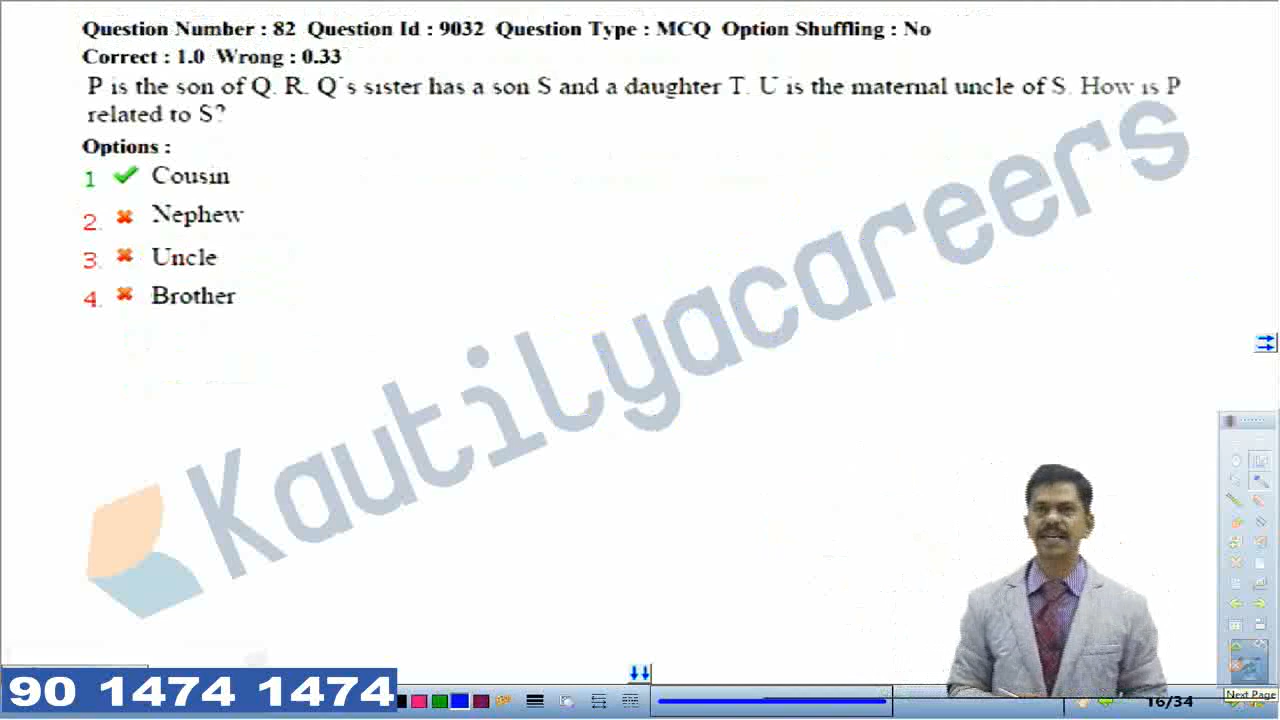 Question Number : 82 Question Id : 9032 Question Type : MCQ Option Shuffling : No
Correct : 1.0 Wrong : 0.33
P is the son of Q. R. Q's sister has a son S and a daughter T. U is the maternal uncle of S. How is P
related to S?
Options :
1 Cousin
2. Nephew
3. Uncle
4. Brother
Kautilyacareers
90 1474 1474
16/34
Next Page